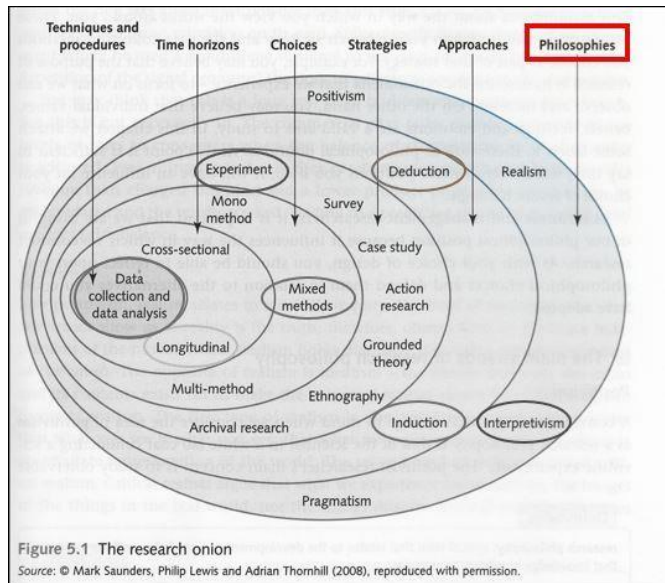 Techniques and
procedures
Time horizons
Choices
Strategies
Approaches
Philosophies
Positivism
Experiment
Deduction
Realism
Mono
method
Survey
Cross-sectional
Case study
Data
collection and
data analysis
Mixed
methods
Action
research
Longitudinal
Grounded
theory
Multi-method
Ethnography
Archival research
Induction
Interpretivism
Pragmatism
Figure 5.1 The research onion
Source: © Mark Saunders, Philip Lewis and Adrian Thornhill (2008), reproduced with permission.